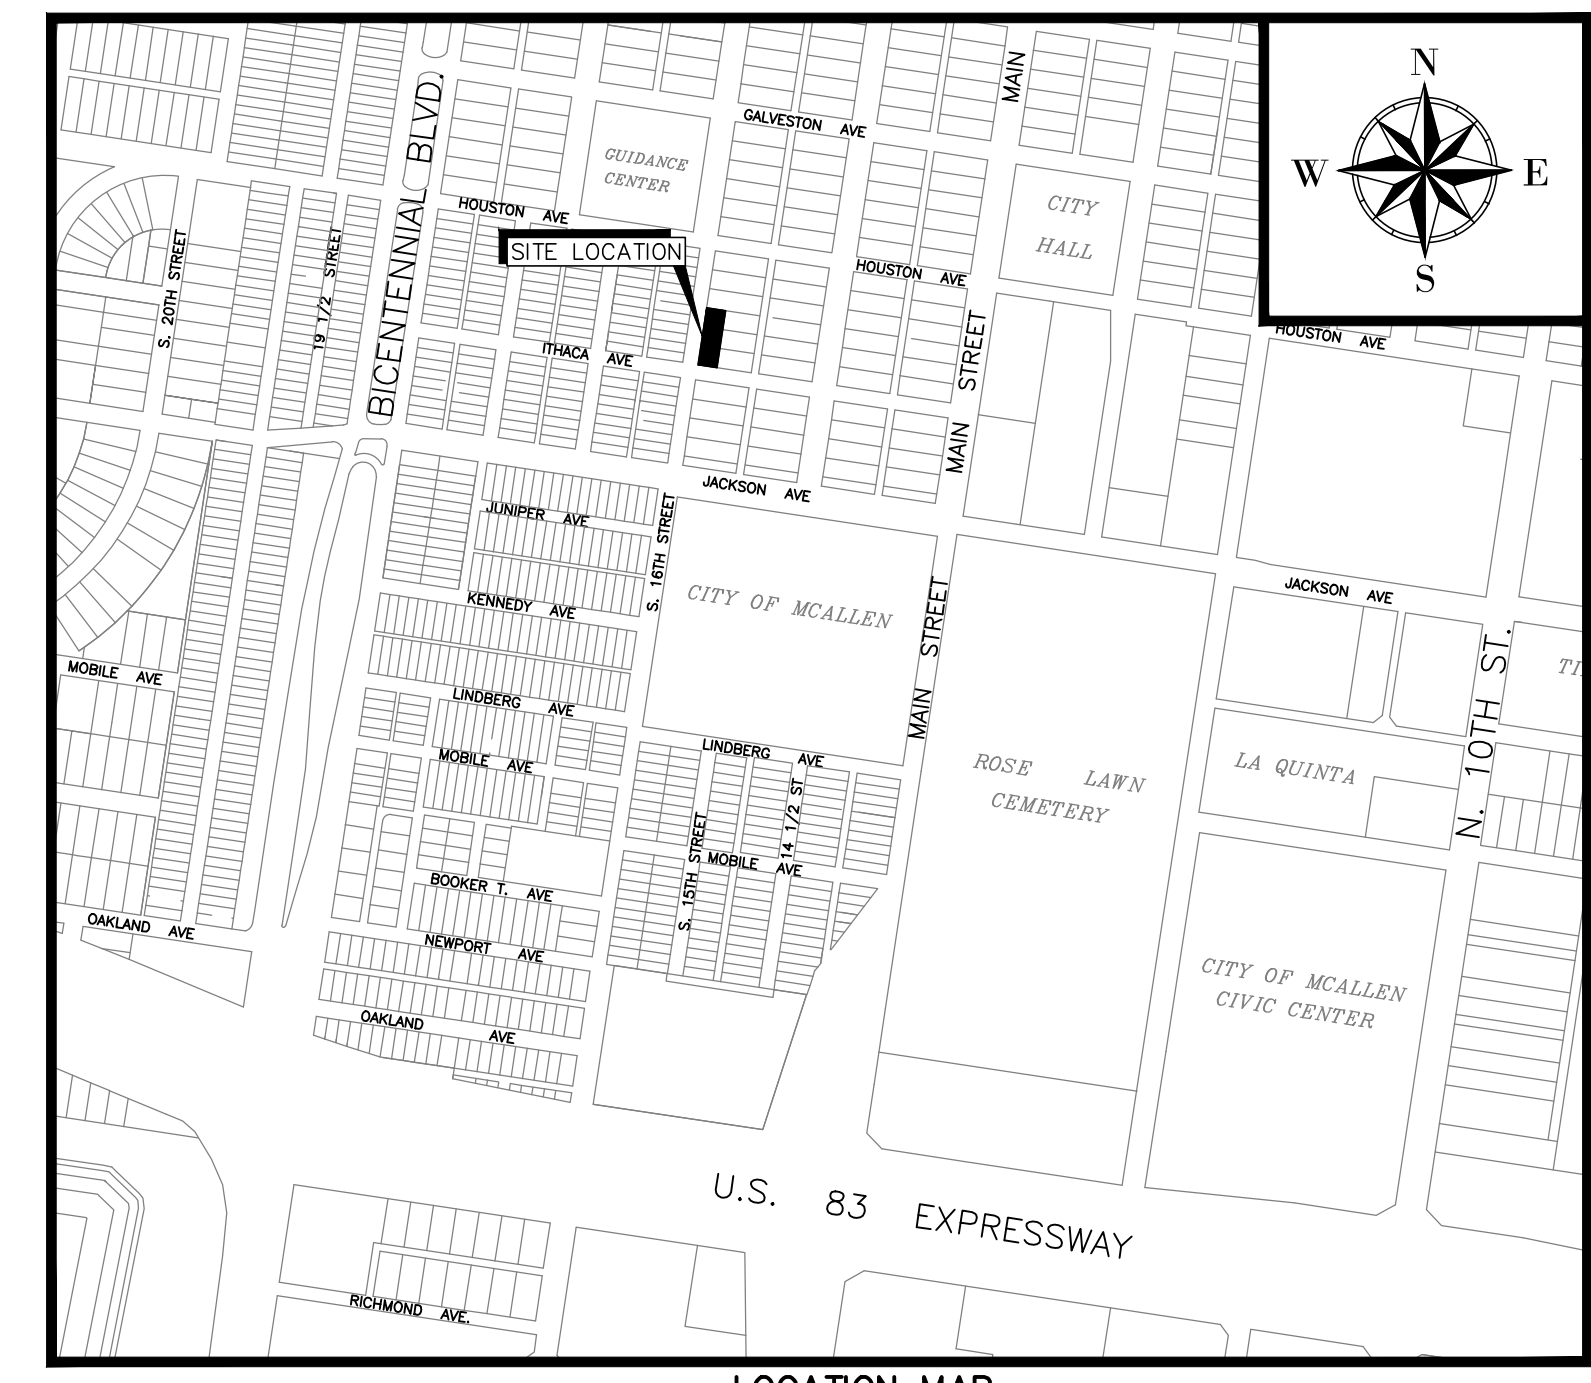 MAIN
N
W E
S
GALVESTON AVE
GUIDANCE
CENTER
BICENTENNIAL BLVD.
HOUSTON AVE
CITY
HALL
SITE LOCATION
S. 20TH STREET
19 1/2 STREET
HOUSTON AVE
HOUSTON AVE
ITHACA AVE
MAIN STREET
JACKSON AVE
JUNIPER AVE
S. 16TH STREET
KENNEDY AVE
CITY OF MCALLEN
MAIN STREET
JACKSON AVE
N. 10TH ST.
MOBILE AVE
LINDBERG AVE
LINDBERG AVE
MOBILE AVE
14 1/2 ST
ROSE LAWN
CEMETERY
LA QUINTA
S. 15TH STREET
MOBILE AVE
BOOKER T. AVE
OAKLAND AVE
NEWPORT AVE
CITY OF MCALLEN
CIVIC CENTER
OAKLAND AVE
U.S. 83 EXPRESSWAY
RICHMOND AVE.
LOCATION MAP